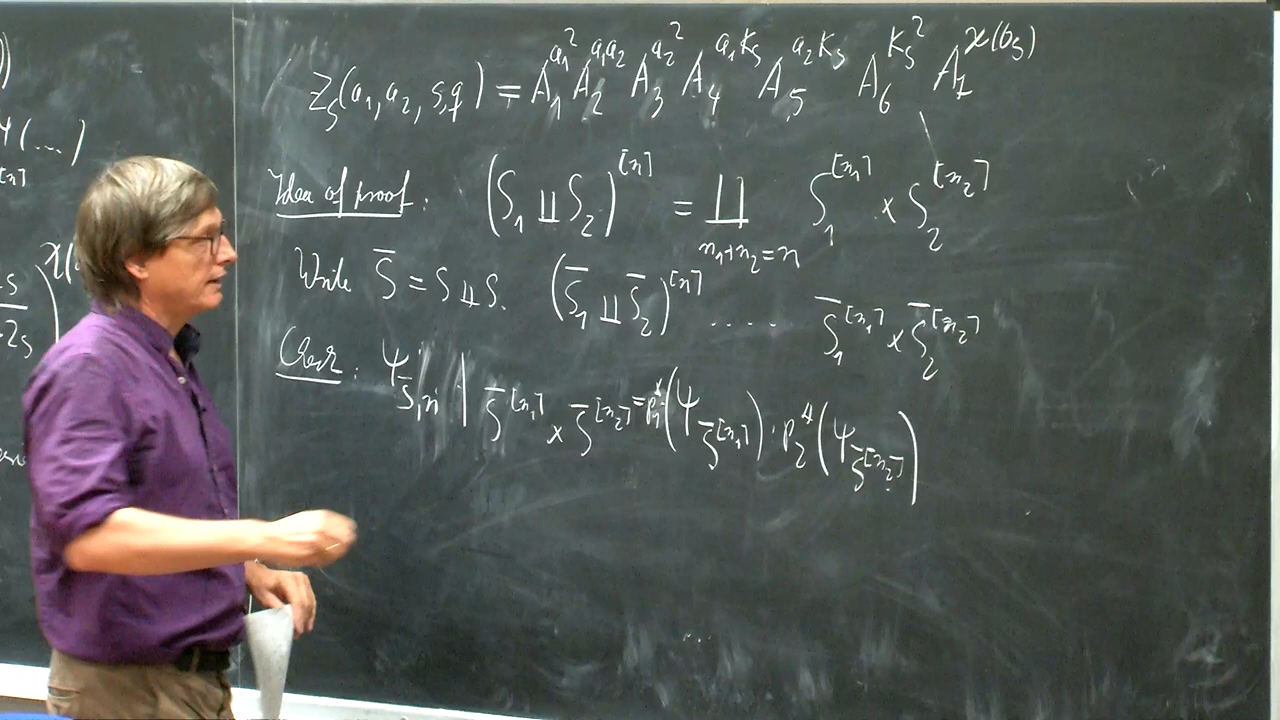 Z_S(a_1, a_2, s, q) = A_1^{a_1^2} A_2^{a_1 a_2} A_3^{a_2^2} A_4^{a_1 K_S} A_5^{a_2 K_S} A_6^{K_S^2} A_7^{χ(O_S)}
Idea of proof: (S_1 ⊔ S_2)^{[n]} = ∐_{n_1+n_2=n} S_1^{[n_1]} × S_2^{[n_2]}
Write S̄ = S ⊔ S. (S̄_1 ⊔ S̄_2)^{[n]} ..... S̄_1^{[n_1]} × S̄_2^{[n_2]}
Clear: Ψ_{S̄,n} | S̄^{[n_1]} × S̄^{[n_2]} = p_1^*(Ψ_{S̄^{[n_1]}}) · p_2^*(Ψ_{S̄^{[n_2]}})
(...)
[n]